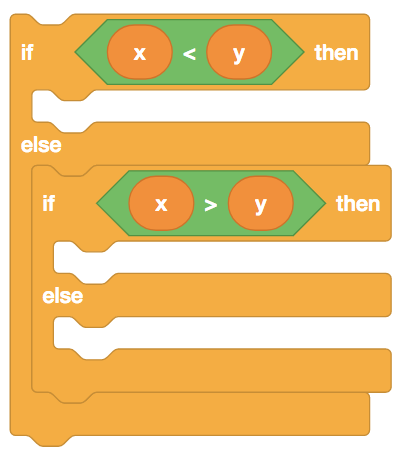 if x < y then
else
if x > y then
else